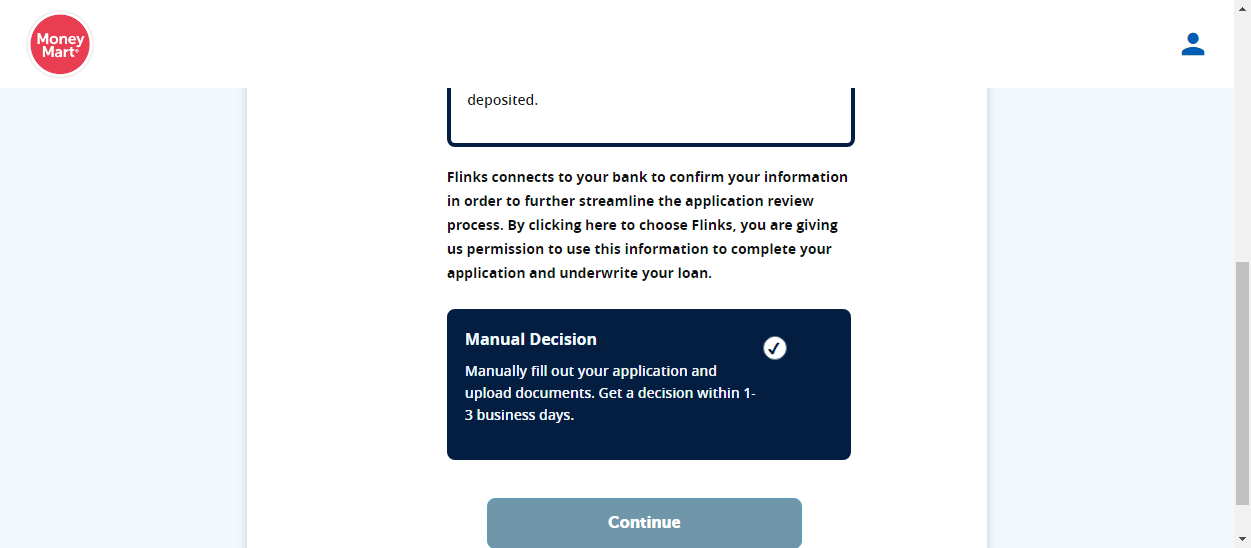 Money
Mart®
deposited.
Flinks connects to your bank to confirm your information
in order to further streamline the application review
process. By clicking here to choose Flinks, you are giving
us permission to use this information to complete your
application and underwrite your loan.
Manual Decision
Manually fill out your application and
upload documents. Get a decision within 1-
3 business days.
Continue